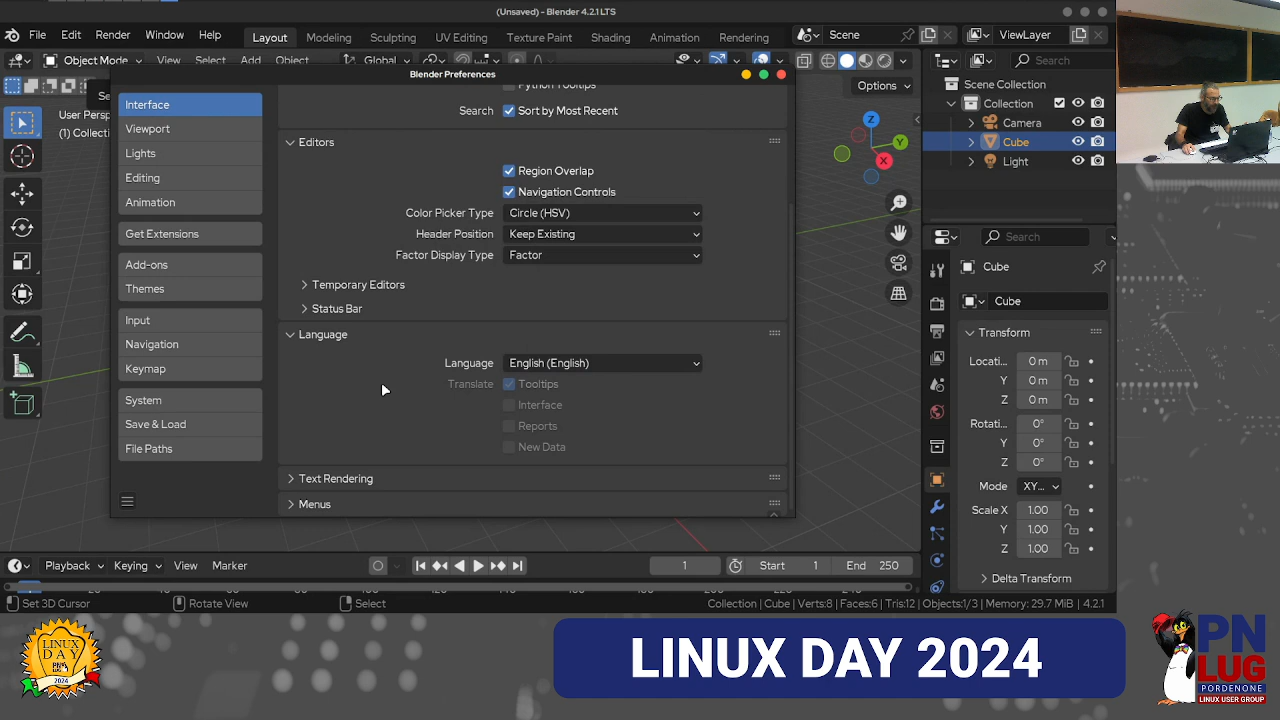 (Unsaved) - Blender 4.2.1 LTS
File Edit Render Window Help Layout Modeling Sculpting UV Editing Texture Paint Shading Animation Rendering Scene ViewLayer
Object Mode View Select Add Object Global Search
Options
User Persp
(1) Collecti
Blender Preferences
Interface
Viewport
Lights
Editing
Animation
Get Extensions
Add-ons
Themes
Input
Navigation
Keymap
System
Save & Load
File Paths
Python Tooltips
Search Sort by Most Recent
Editors
Region Overlap
Navigation Controls
Color Picker Type Circle (HSV)
Header Position Keep Existing
Factor Display Type Factor
Temporary Editors
Status Bar
Language
Language English (English)
Translate Tooltips
Interface
Reports
New Data
Text Rendering
Menus
Z
Y
X
Scene Collection
Collection
Camera
Cube
Light
Search
Cube
Cube
Transform
Locati... 0 m
Y 0 m
Z 0 m
Rotati... 0°
Y 0°
Z 0°
Mode XY...
Scale X 1.00
Y 1.00
Z 1.00
Delta Transform
Playback Keying View Marker 1 Start 1 End 250
Set 3D Cursor Rotate View Select Collection | Cube | Verts:8 | Faces:6 | Tris:12 | Objects:1/3 | Memory: 29.7 MiB | 4.2.1
LINUX
DAY
2024
LINUX DAY 2024
PN
LUG
PORDENONE
LINUX USER GROUP